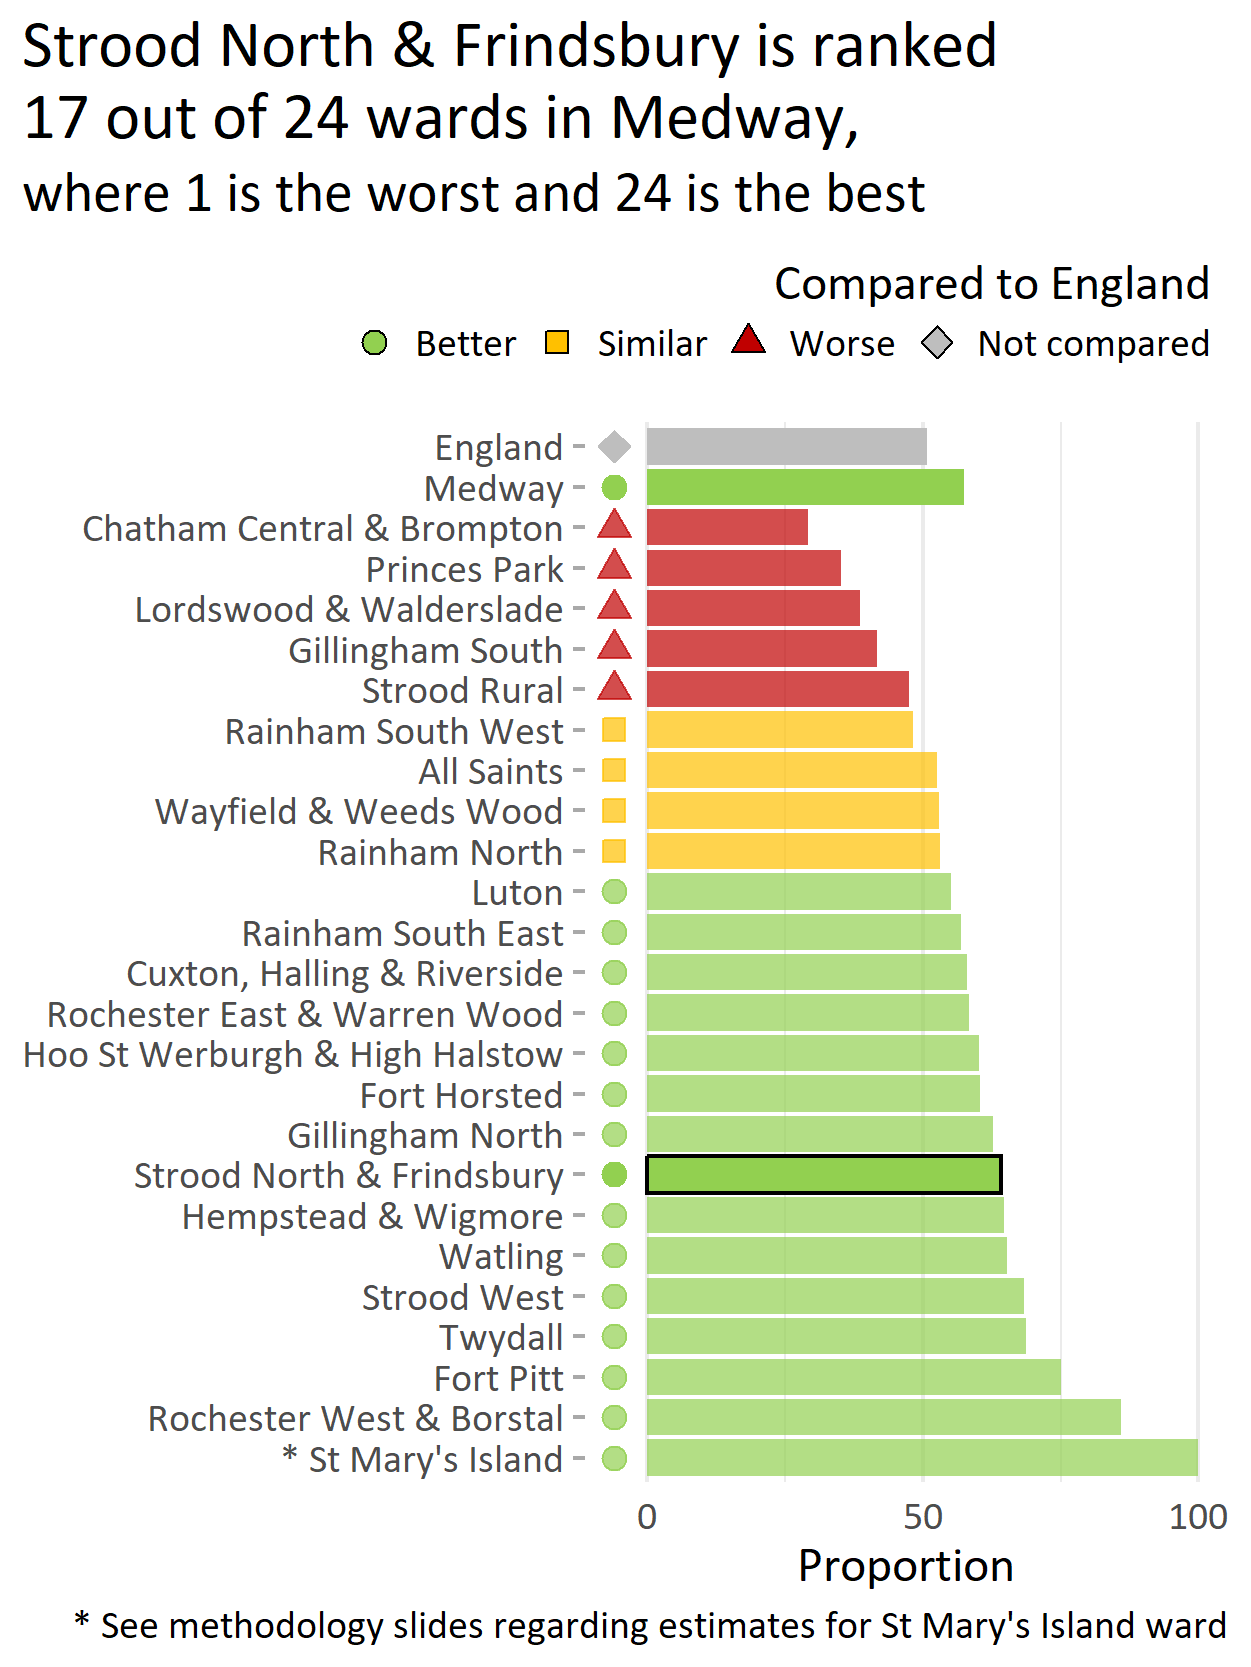 Strood North & Frindsbury is ranked
17 out of 24 wards in Medway,
where 1 is the worst and 24 is the best
Compared to England
Better Similar Worse Not compared
England
Medway
Chatham Central & Brompton
Princes Park
Lordswood & Walderslade
Gillingham South
Strood Rural
Rainham South West
All Saints
Wayfield & Weeds Wood
Rainham North
Luton
Rainham South East
Cuxton, Halling & Riverside
Rochester East & Warren Wood
Hoo St Werburgh & High Halstow
Fort Horsted
Gillingham North
Strood North & Frindsbury
Hempstead & Wigmore
Watling
Strood West
Twydall
Fort Pitt
Rochester West & Borstal
* St Mary's Island
0 50 100
Proportion
* See methodology slides regarding estimates for St Mary's Island ward